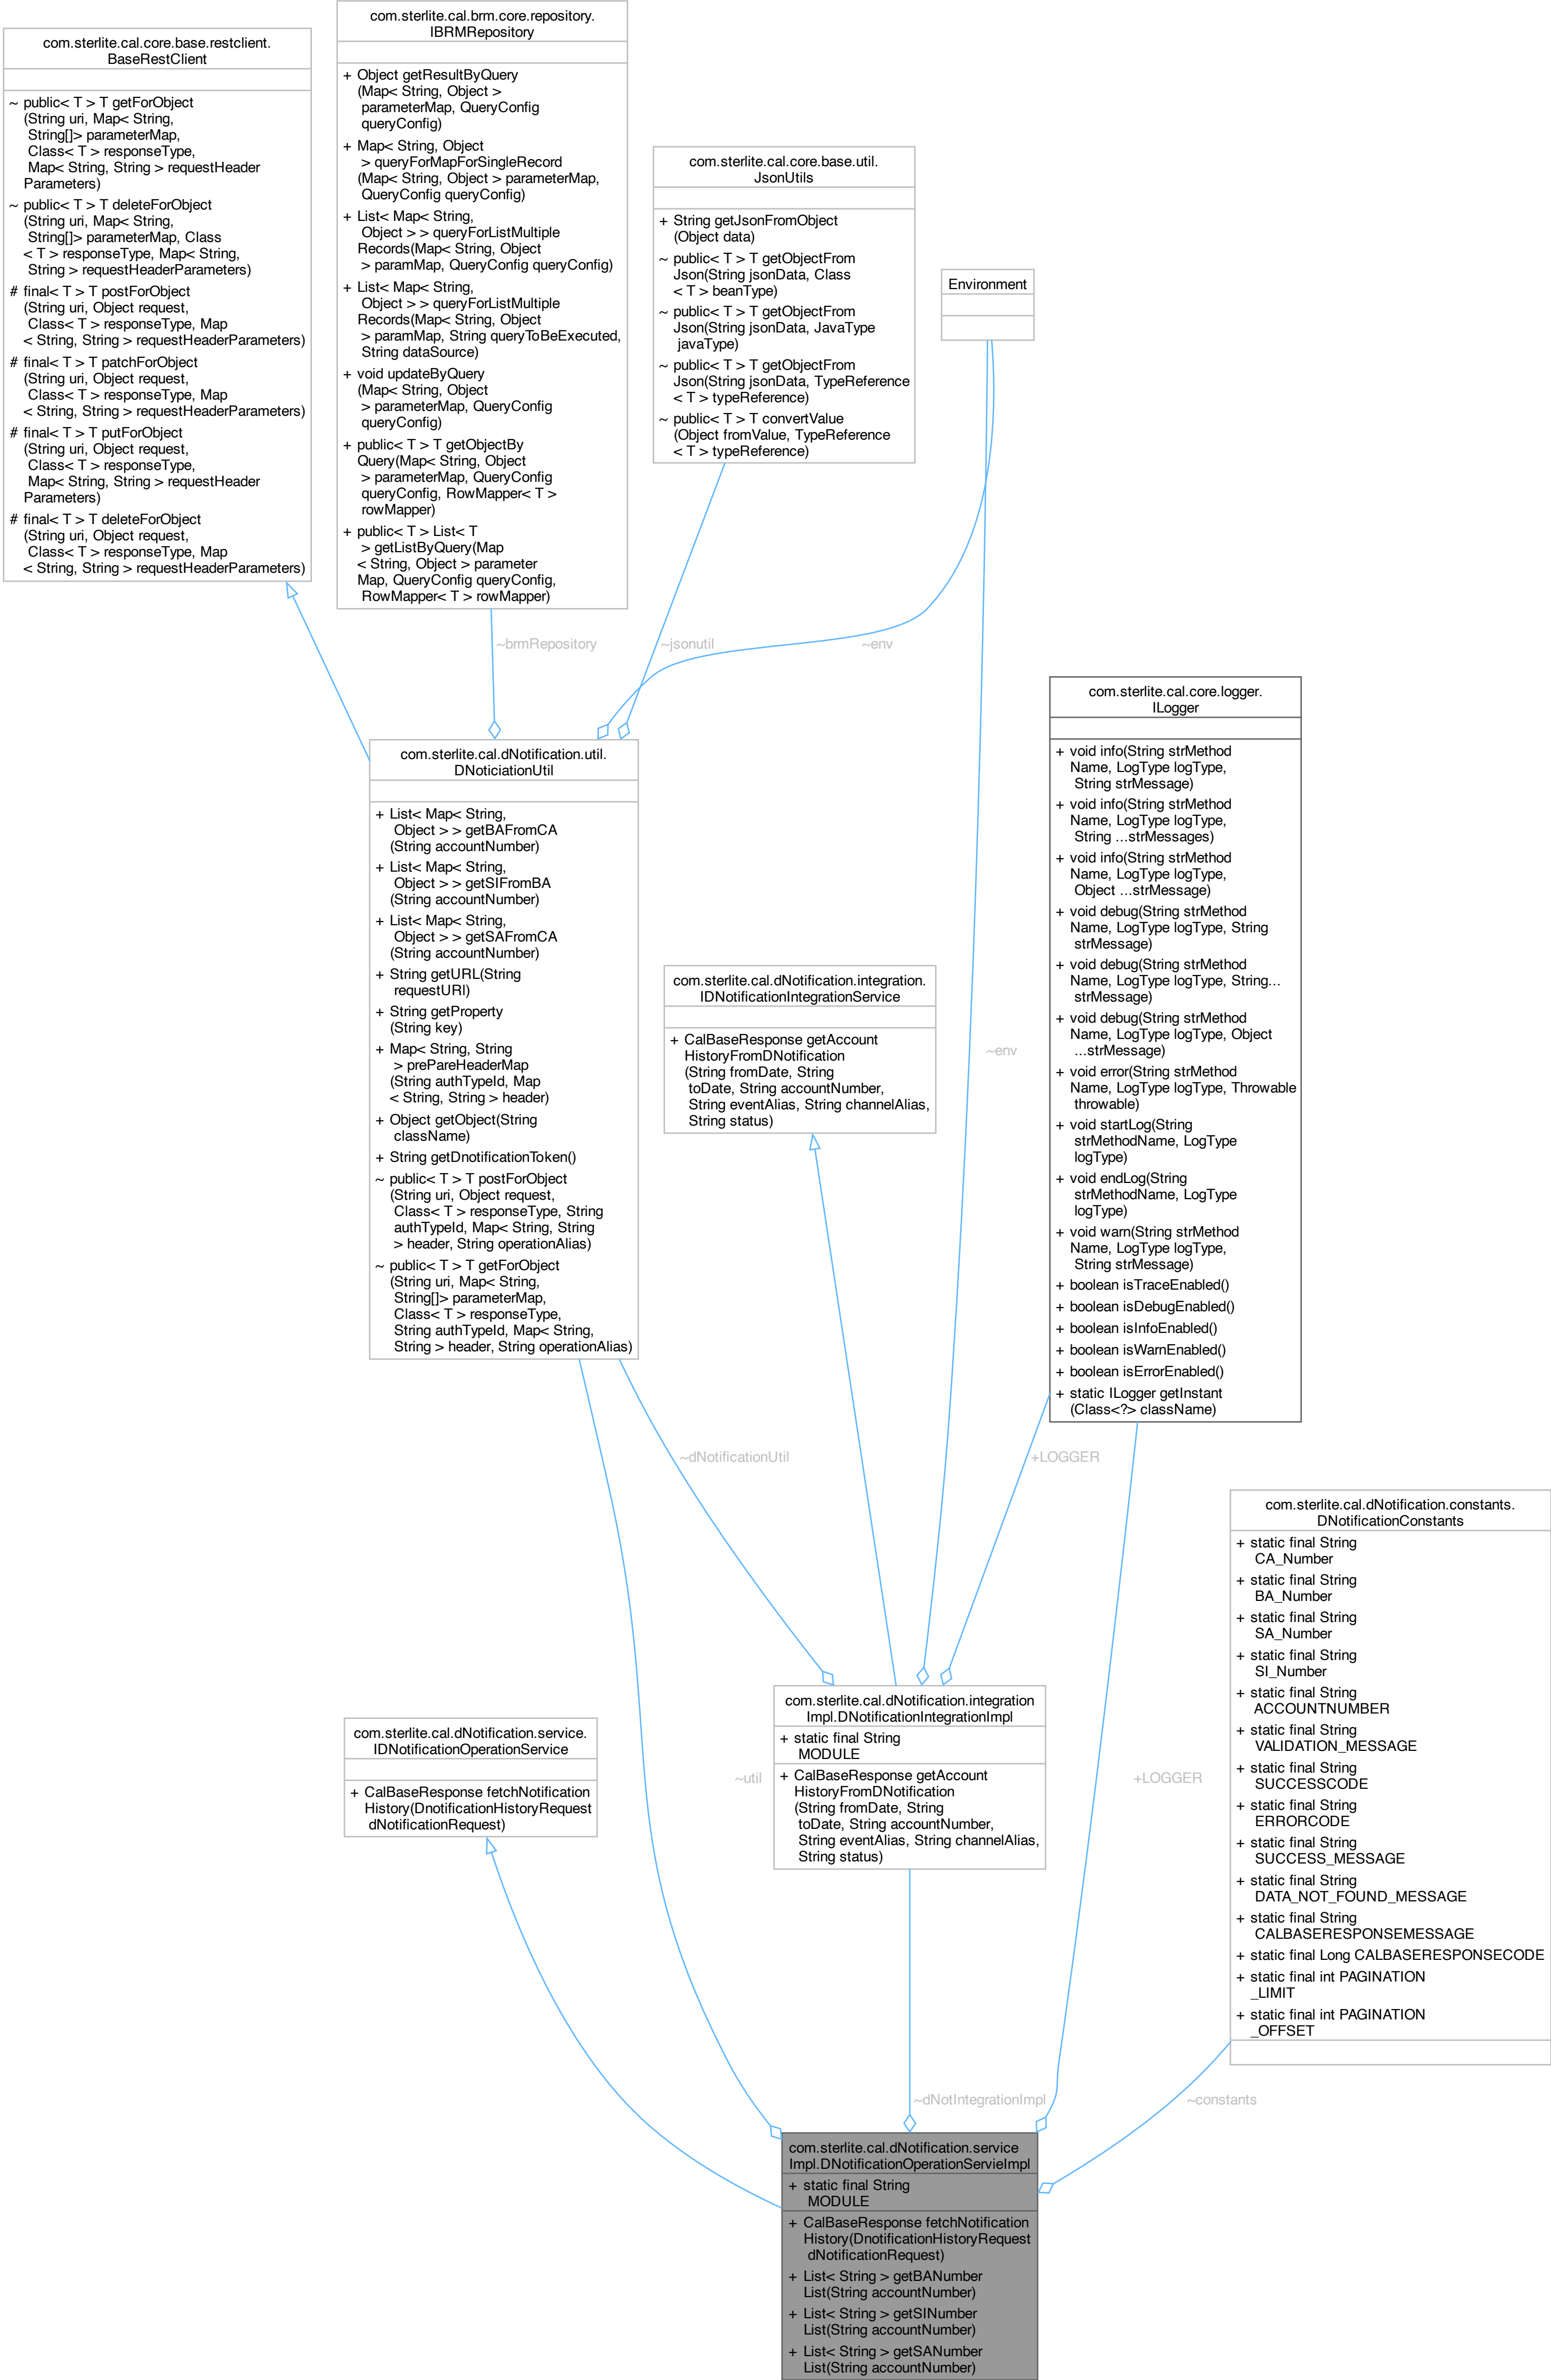 com.sterlite.cal.core.base.restclient.
BaseRestClient
~ public< T > T getForObject
(String uri, Map< String,
String[]> parameterMap,
Class< T > responseType,
Map< String, String > requestHeader
Parameters)
~ public< T > T deleteForObject
(String uri, Map< String,
String[]> parameterMap, Class
< T > responseType, Map< String,
String > requestHeaderParameters)
# final< T > T postForObject
(String uri, Object request,
Class< T > responseType, Map
< String, String > requestHeaderParameters)
# final< T > T patchForObject
(String uri, Object request,
Class< T > responseType, Map
< String, String > requestHeaderParameters)
# final< T > T putForObject
(String uri, Object request,
Class< T > responseType,
Map< String, String > requestHeader
Parameters)
# final< T > T deleteForObject
(String uri, Object request,
Class< T > responseType, Map
< String, String > requestHeaderParameters)
com.sterlite.cal.brm.core.repository.
IBRMRepository
+ Object getResultByQuery
(Map< String, Object >
parameterMap, QueryConfig
queryConfig)
+ Map< String, Object
> queryForMapForSingleRecord
(Map< String, Object > parameterMap,
QueryConfig queryConfig)
+ List< Map< String,
Object > > queryForListMultiple
Records(Map< String, Object
> paramMap, QueryConfig queryConfig)
+ List< Map< String,
Object > > queryForListMultiple
Records(Map< String, Object
> paramMap, String queryToBeExecuted,
String dataSource)
+ void updateByQuery
(Map< String, Object
> parameterMap, QueryConfig
queryConfig)
+ public< T > T getObjectBy
Query(Map< String, Object
> parameterMap, QueryConfig
queryConfig, RowMapper< T >
rowMapper)
+ public< T > List< T
> getListByQuery(Map
< String, Object > parameter
Map, QueryConfig queryConfig,
RowMapper< T > rowMapper)
com.sterlite.cal.core.base.util.
JsonUtils
+ String getJsonFromObject
(Object data)
~ public< T > T getObjectFrom
Json(String jsonData, Class
< T > beanType)
~ public< T > T getObjectFrom
Json(String jsonData, JavaType
javaType)
~ public< T > T getObjectFrom
Json(String jsonData, TypeReference
< T > typeReference)
~ public< T > T convertValue
(Object fromValue, TypeReference
< T > typeReference)
Environment
~brmRepository
~jsonutil
~env
com.sterlite.cal.dNotification.util.
DNoticiationUtil
+ List< Map< String,
Object > > getBAFromCA
(String accountNumber)
+ List< Map< String,
Object > > getSIFromBA
(String accountNumber)
+ List< Map< String,
Object > > getSAFromCA
(String accountNumber)
+ String getURL(String
requestURl)
+ String getProperty
(String key)
+ Map< String, String
> prePareHeaderMap
(String authTypeId, Map
< String, String > header)
+ Object getObject(String
className)
+ String getDnotificationToken()
~ public< T > T postForObject
(String uri, Object request,
Class< T > responseType, String
authTypeId, Map< String, String
> header, String operationAlias)
~ public< T > T getForObject
(String uri, Map< String,
String[]> parameterMap,
Class< T > responseType,
String authTypeId, Map< String,
String > header, String operationAlias)
com.sterlite.cal.core.logger.
ILogger
+ void info(String strMethod
Name, LogType logType,
String strMessage)
+ void info(String strMethod
Name, LogType logType,
String ...strMessages)
+ void info(String strMethod
Name, LogType logType,
Object ...strMessage)
+ void debug(String strMethod
Name, LogType logType, String
strMessage)
+ void debug(String strMethod
Name, LogType logType, String...
strMessage)
+ void debug(String strMethod
Name, LogType logType, Object
...strMessage)
+ void error(String strMethod
Name, LogType logType, Throwable
throwable)
+ void startLog(String
strMethodName, LogType
logType)
+ void endLog(String
strMethodName, LogType
logType)
+ void warn(String strMethod
Name, LogType logType,
String strMessage)
+ boolean isTraceEnabled()
+ boolean isDebugEnabled()
+ boolean isInfoEnabled()
+ boolean isWarnEnabled()
+ boolean isErrorEnabled()
+ static ILogger getInstant
(Class<?> className)
com.sterlite.cal.dNotification.integration.
IDNotificationIntegrationService
+ CalBaseResponse getAccount
HistoryFromDNotification
(String fromDate, String
toDate, String accountNumber,
String eventAlias, String channelAlias,
String status)
~env
~dNotificationUtil
+LOGGER
com.sterlite.cal.dNotification.constants.
DNotificationConstants
+ static final String
CA_Number
+ static final String
BA_Number
+ static final String
SA_Number
+ static final String
SI_Number
+ static final String
ACCOUNTNUMBER
+ static final String
VALIDATION_MESSAGE
+ static final String
SUCCESSCODE
+ static final String
ERRORCODE
+ static final String
SUCCESS_MESSAGE
+ static final String
DATA_NOT_FOUND_MESSAGE
+ static final String
CALBASERESPONSEMESSAGE
+ static final Long CALBASERESPONSECODE
+ static final int PAGINATION
_LIMIT
+ static final int PAGINATION
_OFFSET
com.sterlite.cal.dNotification.integration
Impl.DNotificationIntegrationImpl
+ static final String
MODULE
+ CalBaseResponse getAccount
HistoryFromDNotification
(String fromDate, String
toDate, String accountNumber,
String eventAlias, String channelAlias,
String status)
com.sterlite.cal.dNotification.service.
IDNotificationOperationService
+ CalBaseResponse fetchNotification
History(DnotificationHistoryRequest
dNotificationRequest)
~util
+LOGGER
~dNotIntegrationImpl
~constants
com.sterlite.cal.dNotification.service
Impl.DNotificationOperationServieImpl
+ static final String
MODULE
+ CalBaseResponse fetchNotification
History(DnotificationHistoryRequest
dNotificationRequest)
+ List< String > getBANumber
List(String accountNumber)
+ List< String > getSINumber
List(String accountNumber)
+ List< String > getSANumber
List(String accountNumber)